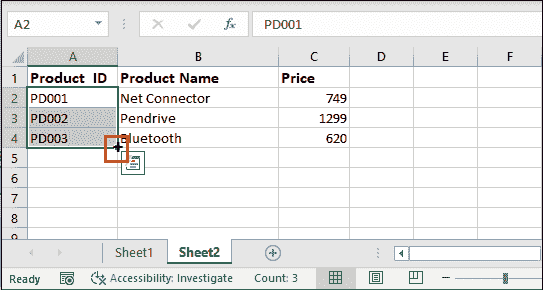 A2 fx PD001
A B C D E F
1 Product ID Product Name Price
2 PD001 Net Connector 749
3 PD002 Pendrive 1299
4 PD003 Bluetooth 620
5
6
7
8
9
Sheet1 Sheet2
Ready Accessibility: Investigate Count: 3